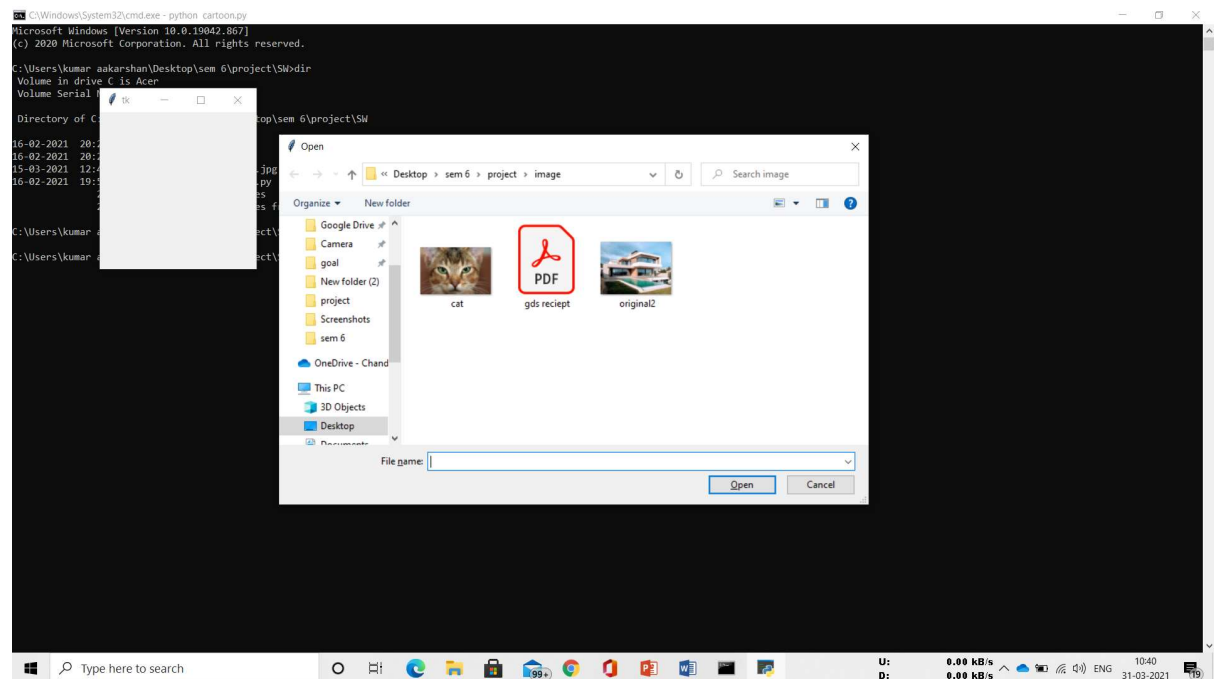 C:\Windows\System32\cmd.exe - python cartoon.py
Microsoft Windows [Version 10.0.19042.867]
(c) 2020 Microsoft Corporation. All rights reserved.
C:\Users\kumar aakarshan\Desktop\sem 6\project\SW>dir
Volume in drive C is Acer
Volume Serial
tk
Directory of C:
top\sem 6\project\SW
16-02-2021 20:
16-02-2021 20:
15-03-2021 12:4
.jpg
16-02-2021 19:
.py
es
es f
C:\Users\kumar a
ect\
C:\Users\kumar a
ect\
Open
« Desktop › sem 6 › project › image
Search image
Organize
New folder
Google Drive
Camera
goal
New folder (2)
project
Screenshots
sem 6
OneDrive - Chand
This PC
3D Objects
Desktop
Documents
cat
PDF
gds reciept
original2
File name:
Open
Cancel
Type here to search
99+
U: 0.00 kB/s
D: 0.00 kB/s
ENG
10:40
31-03-2021
19